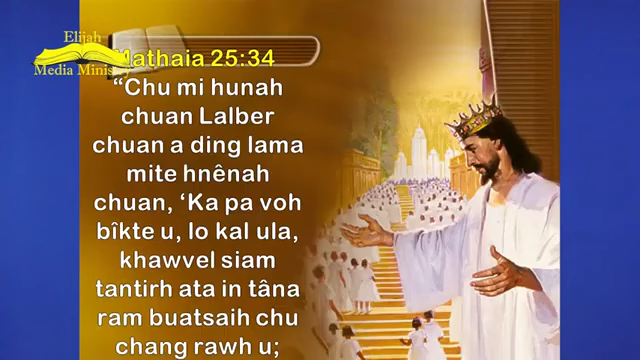 Elijah
Media Ministry
Mathaia 25:34
“Chu mi hunah
chuan Lalber
chuan a ding lama
mite hnênah
chuan, ‘Ka pa voh
bîkte u, lo kal ula,
khawvel siam
tantirh ata in tâna
ram buatsaih chu
chang rawh u;